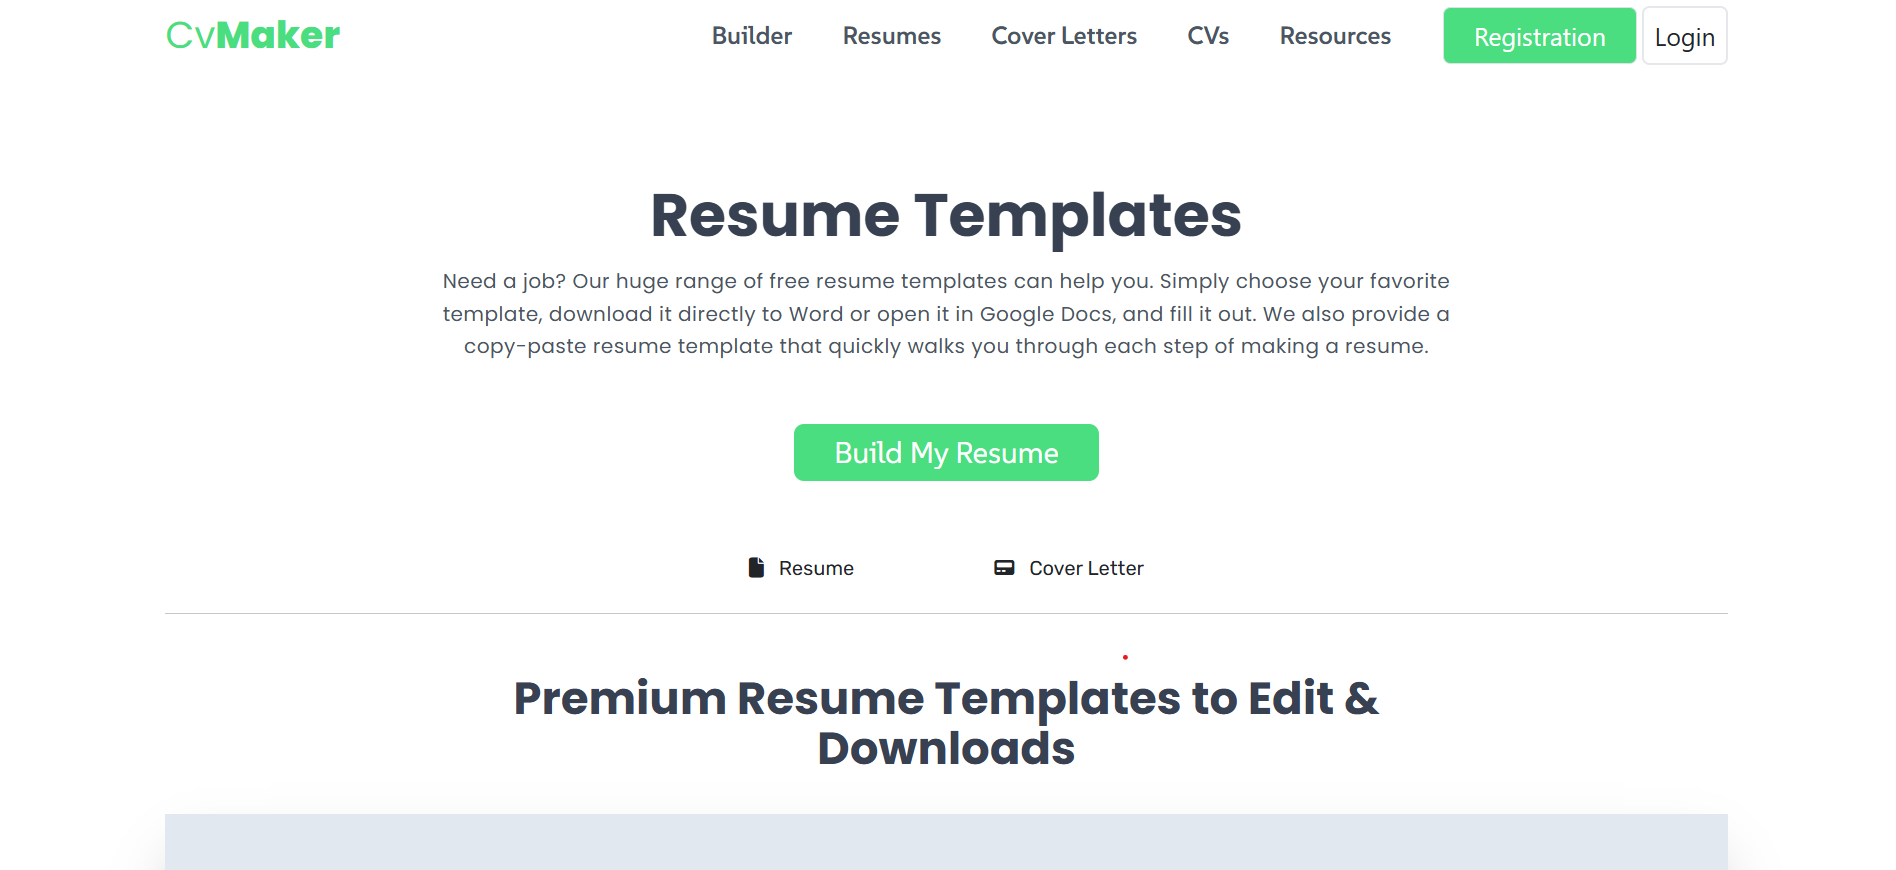 CvMaker
Builder Resumes Cover Letters CVs Resources Registration Login
Resume Templates
Need a job? Our huge range of free resume templates can help you. Simply choose your favorite
template, download it directly to Word or open it in Google Docs, and fill it out. We also provide a
copy-paste resume template that quickly walks you through each step of making a resume.
Build My Resume
Resume Cover Letter
Premium Resume Templates to Edit &
Downloads